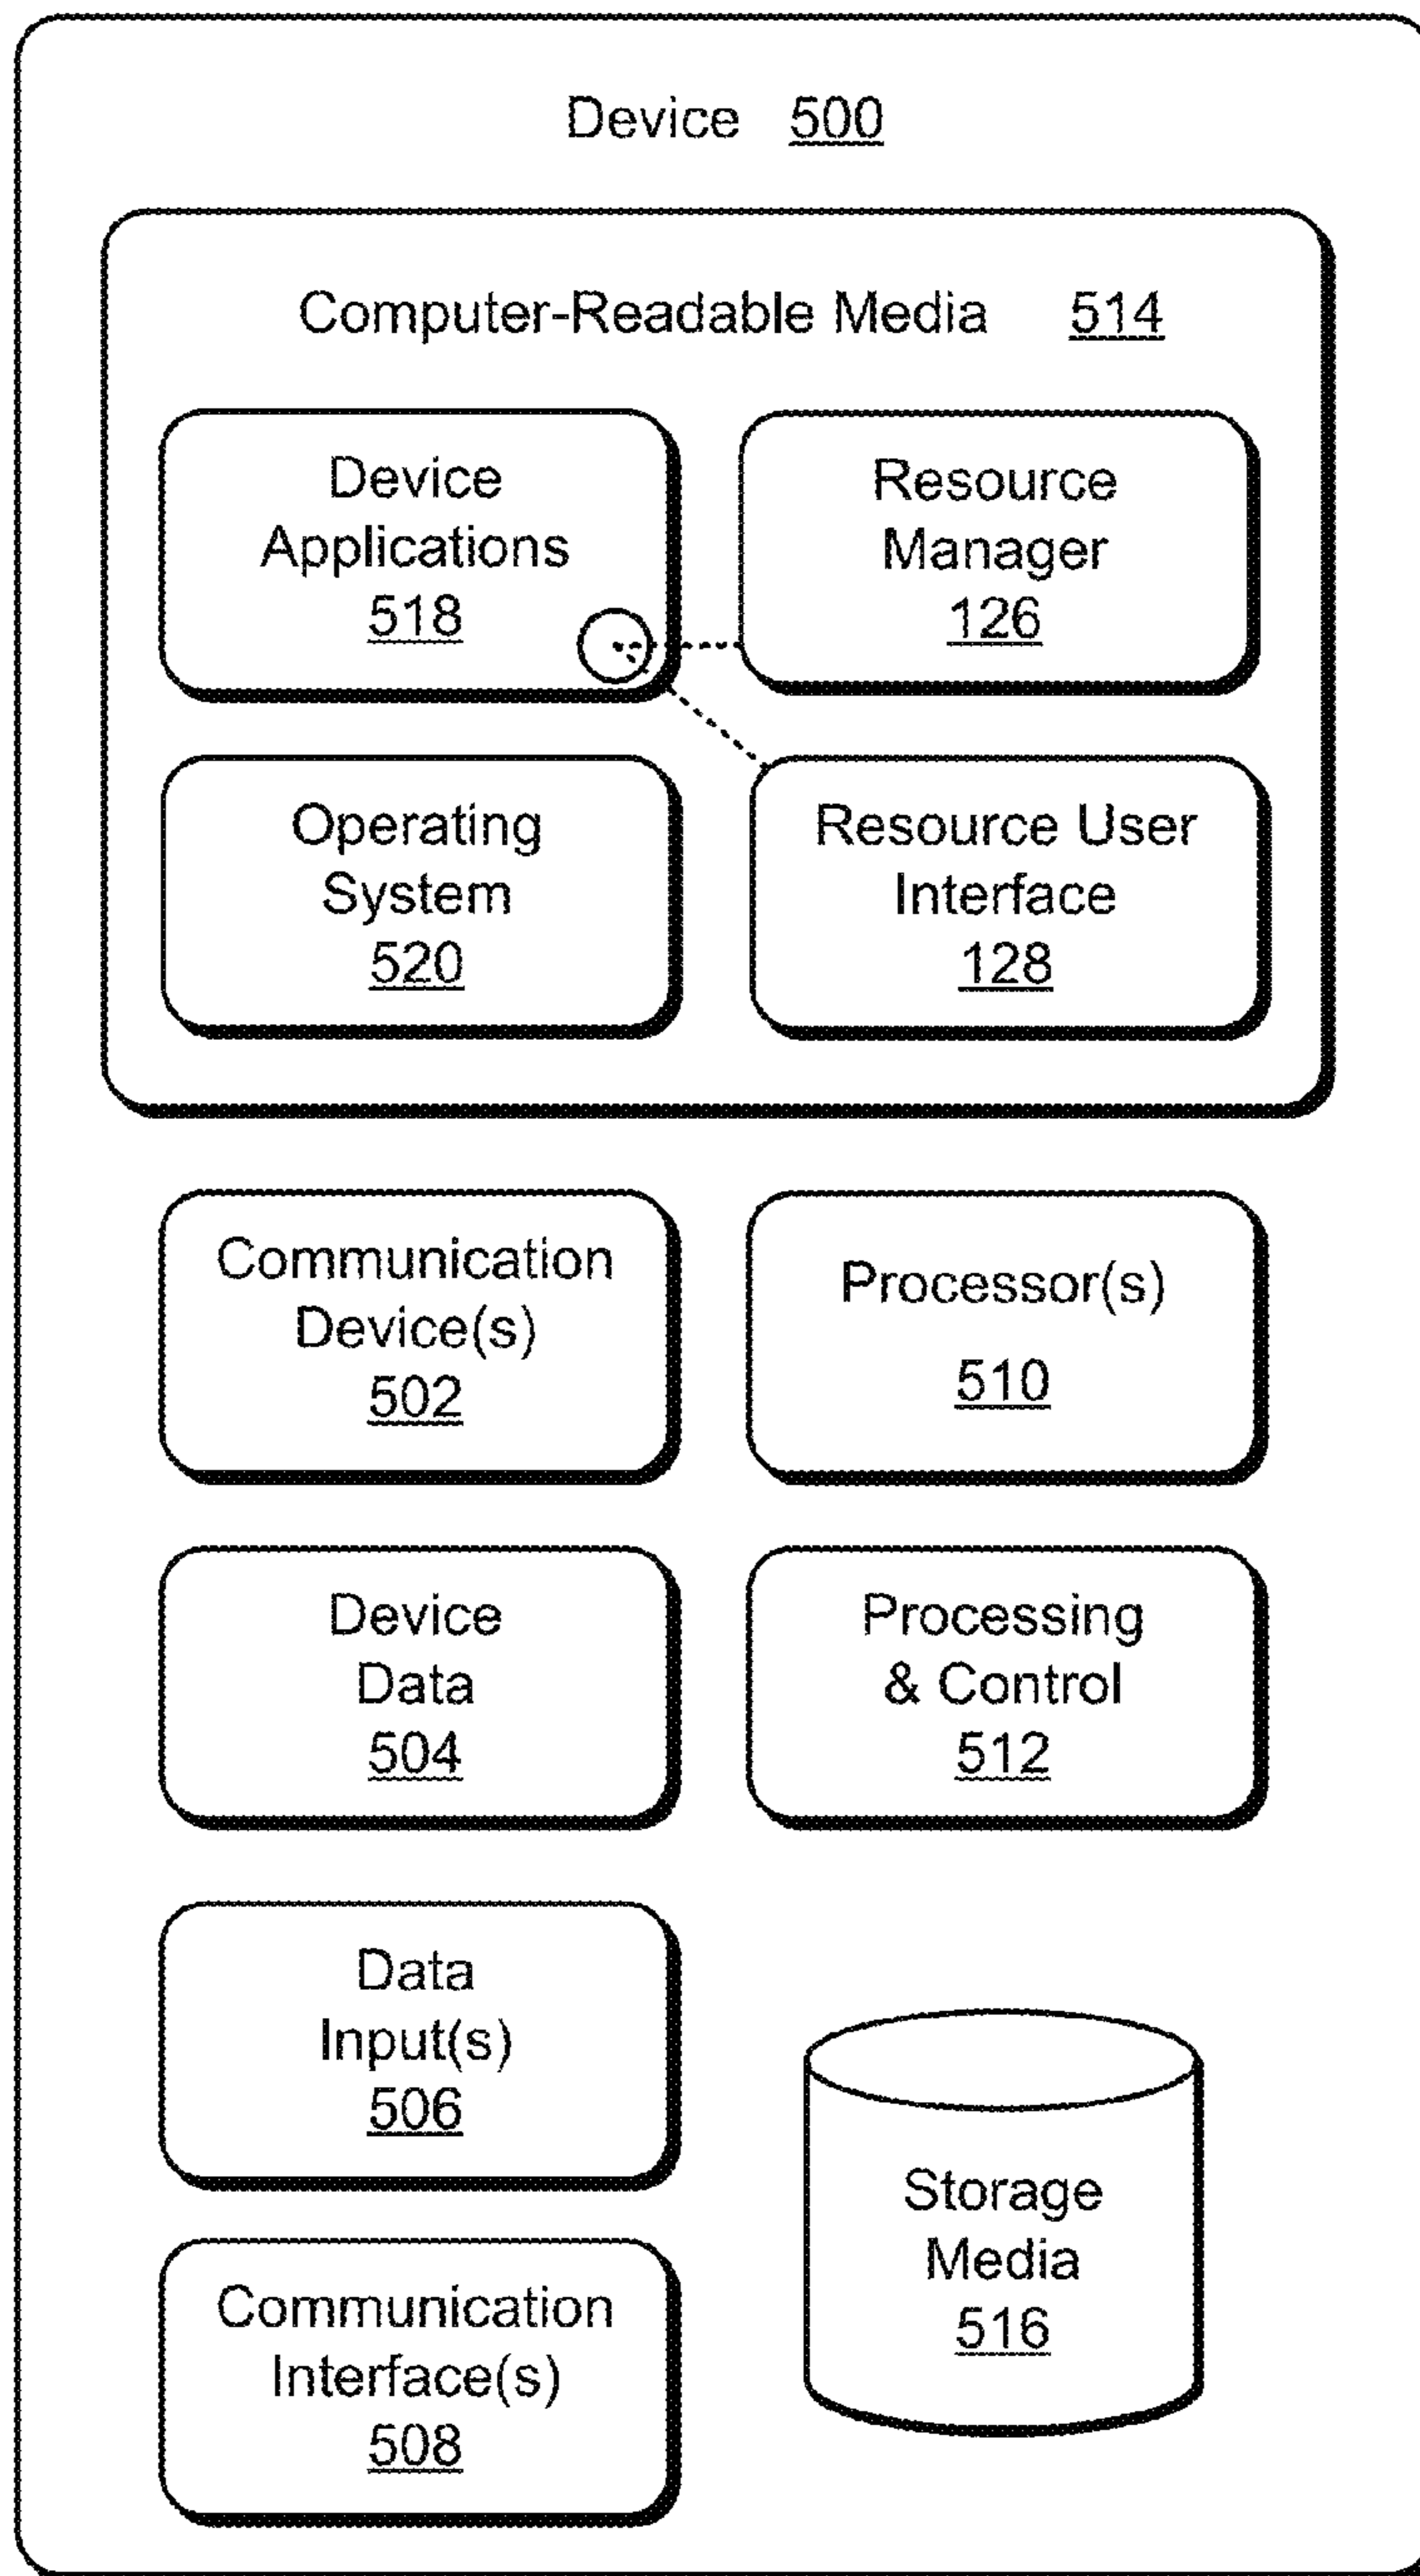 Device 500
Computer-Readable Media 514
Device
Applications
518
Resource
Manager
126
Operating
System
520
Resource User
Interface
128
Communication
Device(s)
502
Processor(s)
510
Device
Data
504
Processing
& Control
512
Data
Input(s)
506
Storage
Media
516
Communication
Interface(s)
508